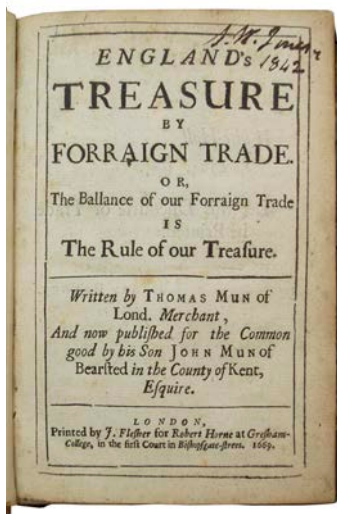 1842
ENGLAND's
TREASURE
BY
FORRAIGN TRADE.
OR,
The Ballance of our Forraign Trade
IS
The Rule of our Treaſure.
Written by THOMAS MUN of
Lond. Merchant,
And now publiſhed for the Common
good by his Son JOHN MUN of
Bearſted in the County of Kent,
Eſquire.
LONDON,
Printed by J. Fleſher for Robert Horne at Greſham-
College, in the firſt Court in Biſhopſgate-ſtreet. 1669.